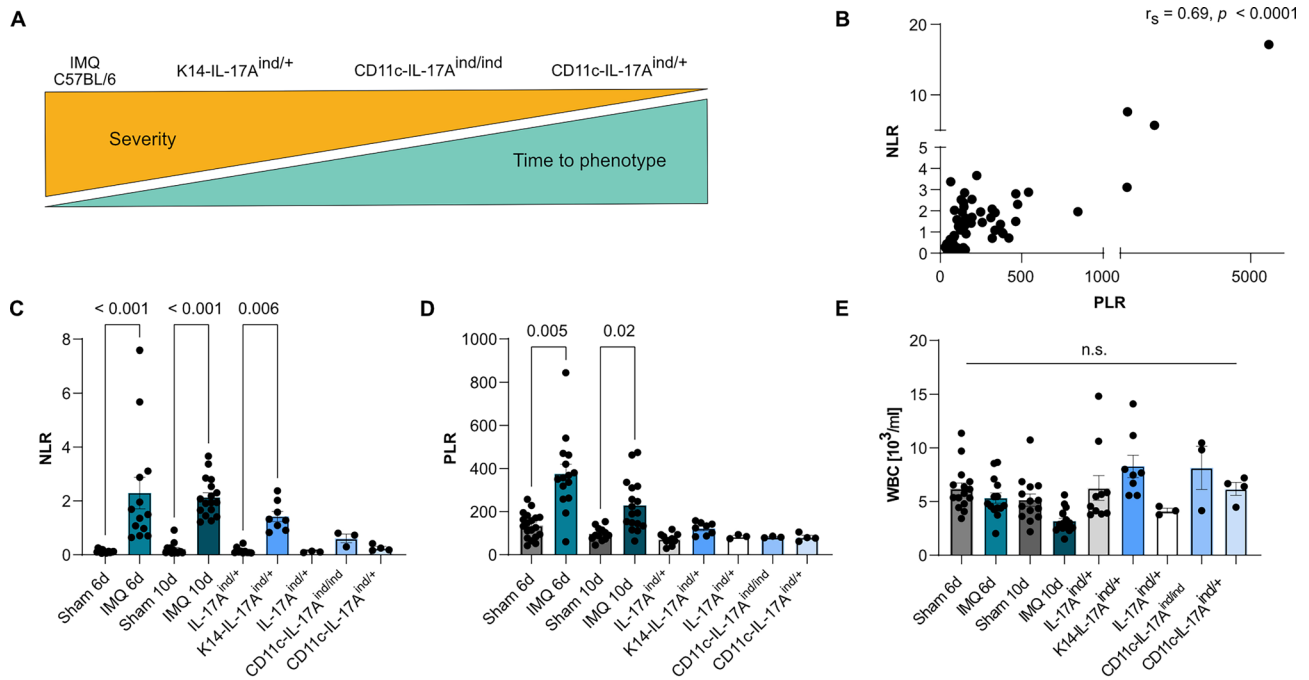 A
IMQ
C57BL/6
K14-IL-17Aind/+
CD11c-IL-17Aind/ind
CD11c-IL-17Aind/+
Severity
Time to phenotype
B
rs = 0.69, p < 0.0001
NLR
20
15
10
5
4
3
2
1
0
0 500 1000 5000
PLR
C
< 0.001 < 0.001 0.006
NLR
8
6
4
2
0
Sham 6d
IMQ 6d
Sham 10d
IMQ 10d
IL-17Aind/+
K14-IL-17Aind/+
IL-17Aind/+
CD11c-IL-17Aind/ind
CD11c-IL-17Aind/+
D
0.005 0.02
PLR
1000
800
600
400
200
0
Sham 6d
IMQ 6d
Sham 10d
IMQ 10d
IL-17Aind/+
K14-IL-17Aind/+
IL-17Aind/+
CD11c-IL-17Aind/ind
CD11c-IL-17Aind/+
E
n.s.
WBC [103/ml]
20
15
10
5
0
Sham 6d
IMQ 6d
Sham 10d
IMQ 10d
IL-17Aind/+
K14-IL-17Aind/+
IL-17Aind/+
CD11c-IL-17Aind/ind
CD11c-IL-17Aind/+